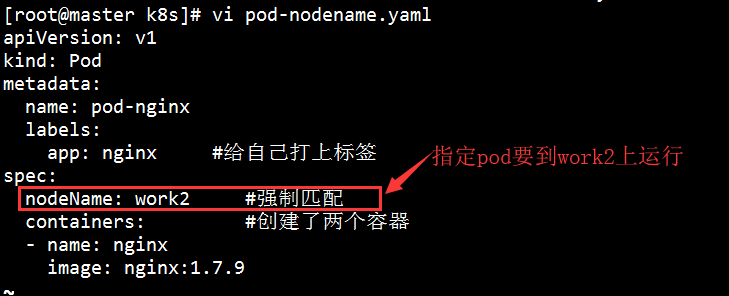 [root@master k8s]# vi pod-nodename.yaml
apiVersion: v1
kind: Pod
metadata:
  name: pod-nginx
  labels:
    app: nginx     #给自己打上标签
指定pod要到work2上运行
spec:
  nodeName: work2     #强制匹配
  containers:         #创建了两个容器
  - name: nginx
    image: nginx:1.7.9
~